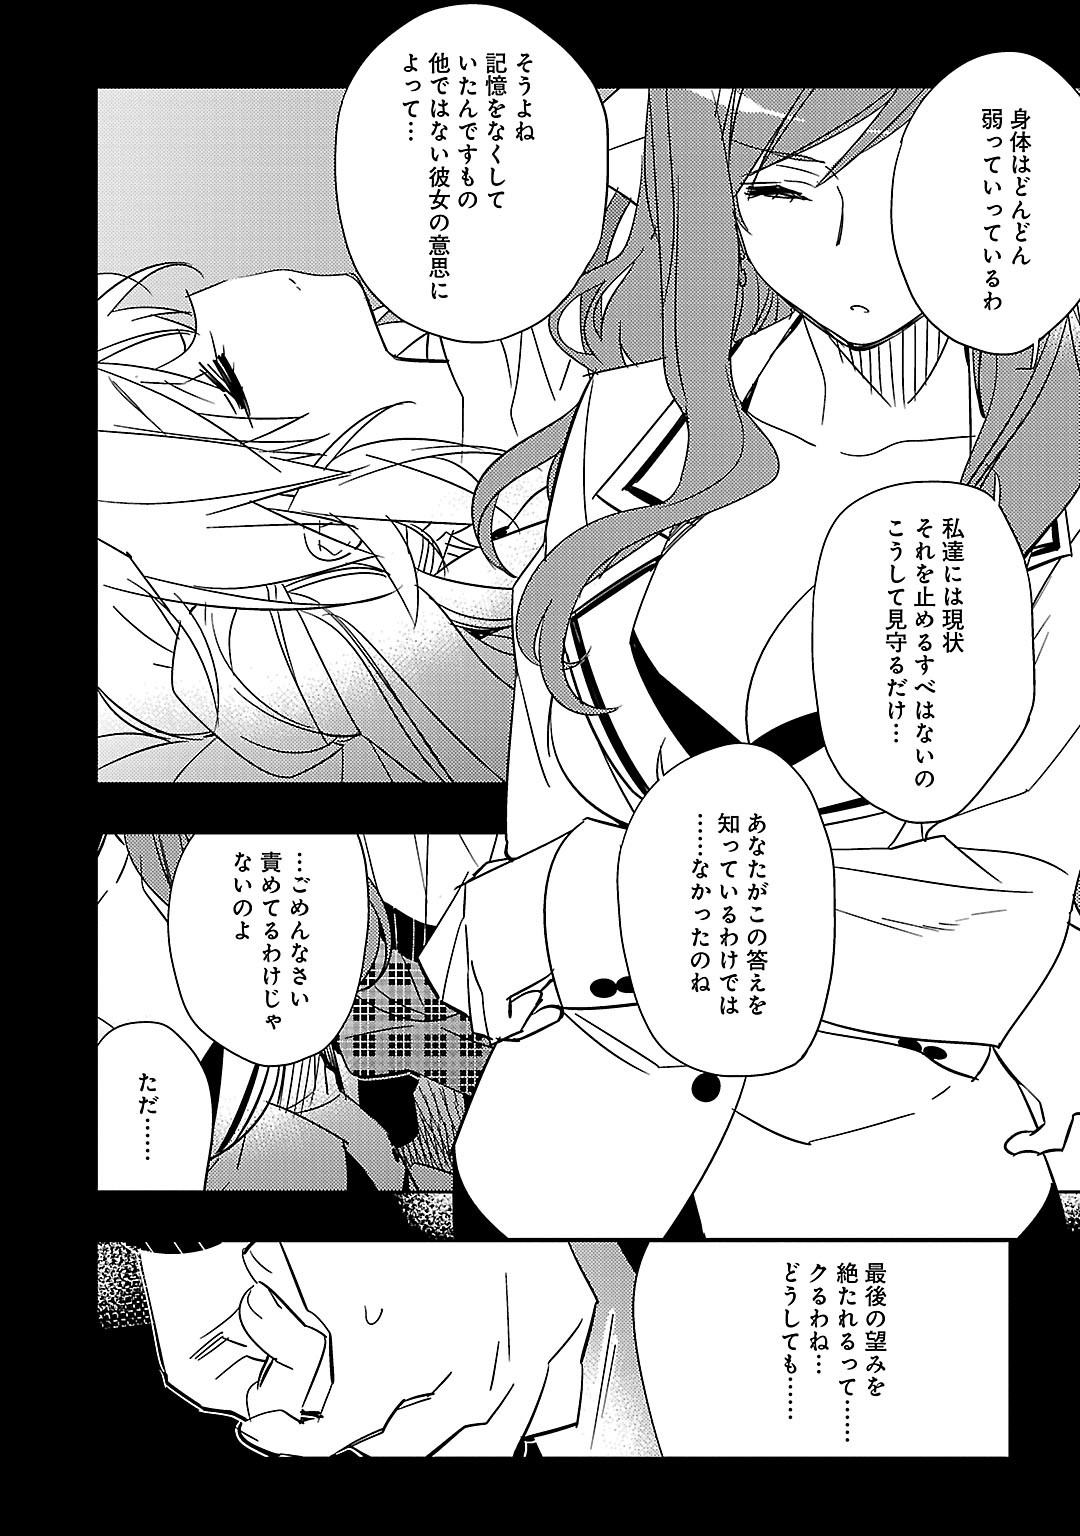 身体はどんどん
弱っていっているわ
私達には現状
それを止めるすべはないの
こうして見守るだけ…
あなたがこの答えを
知っているわけでは
……なかったのね
そうよね
記憶をなくして
いたんですもの
他ではない彼女の意思に
よって…
…ごめんなさい
責めてるわけじゃ
ないのよ
ただ……
最後の望みを
絶たれるって……
クるわね…
どうしても……